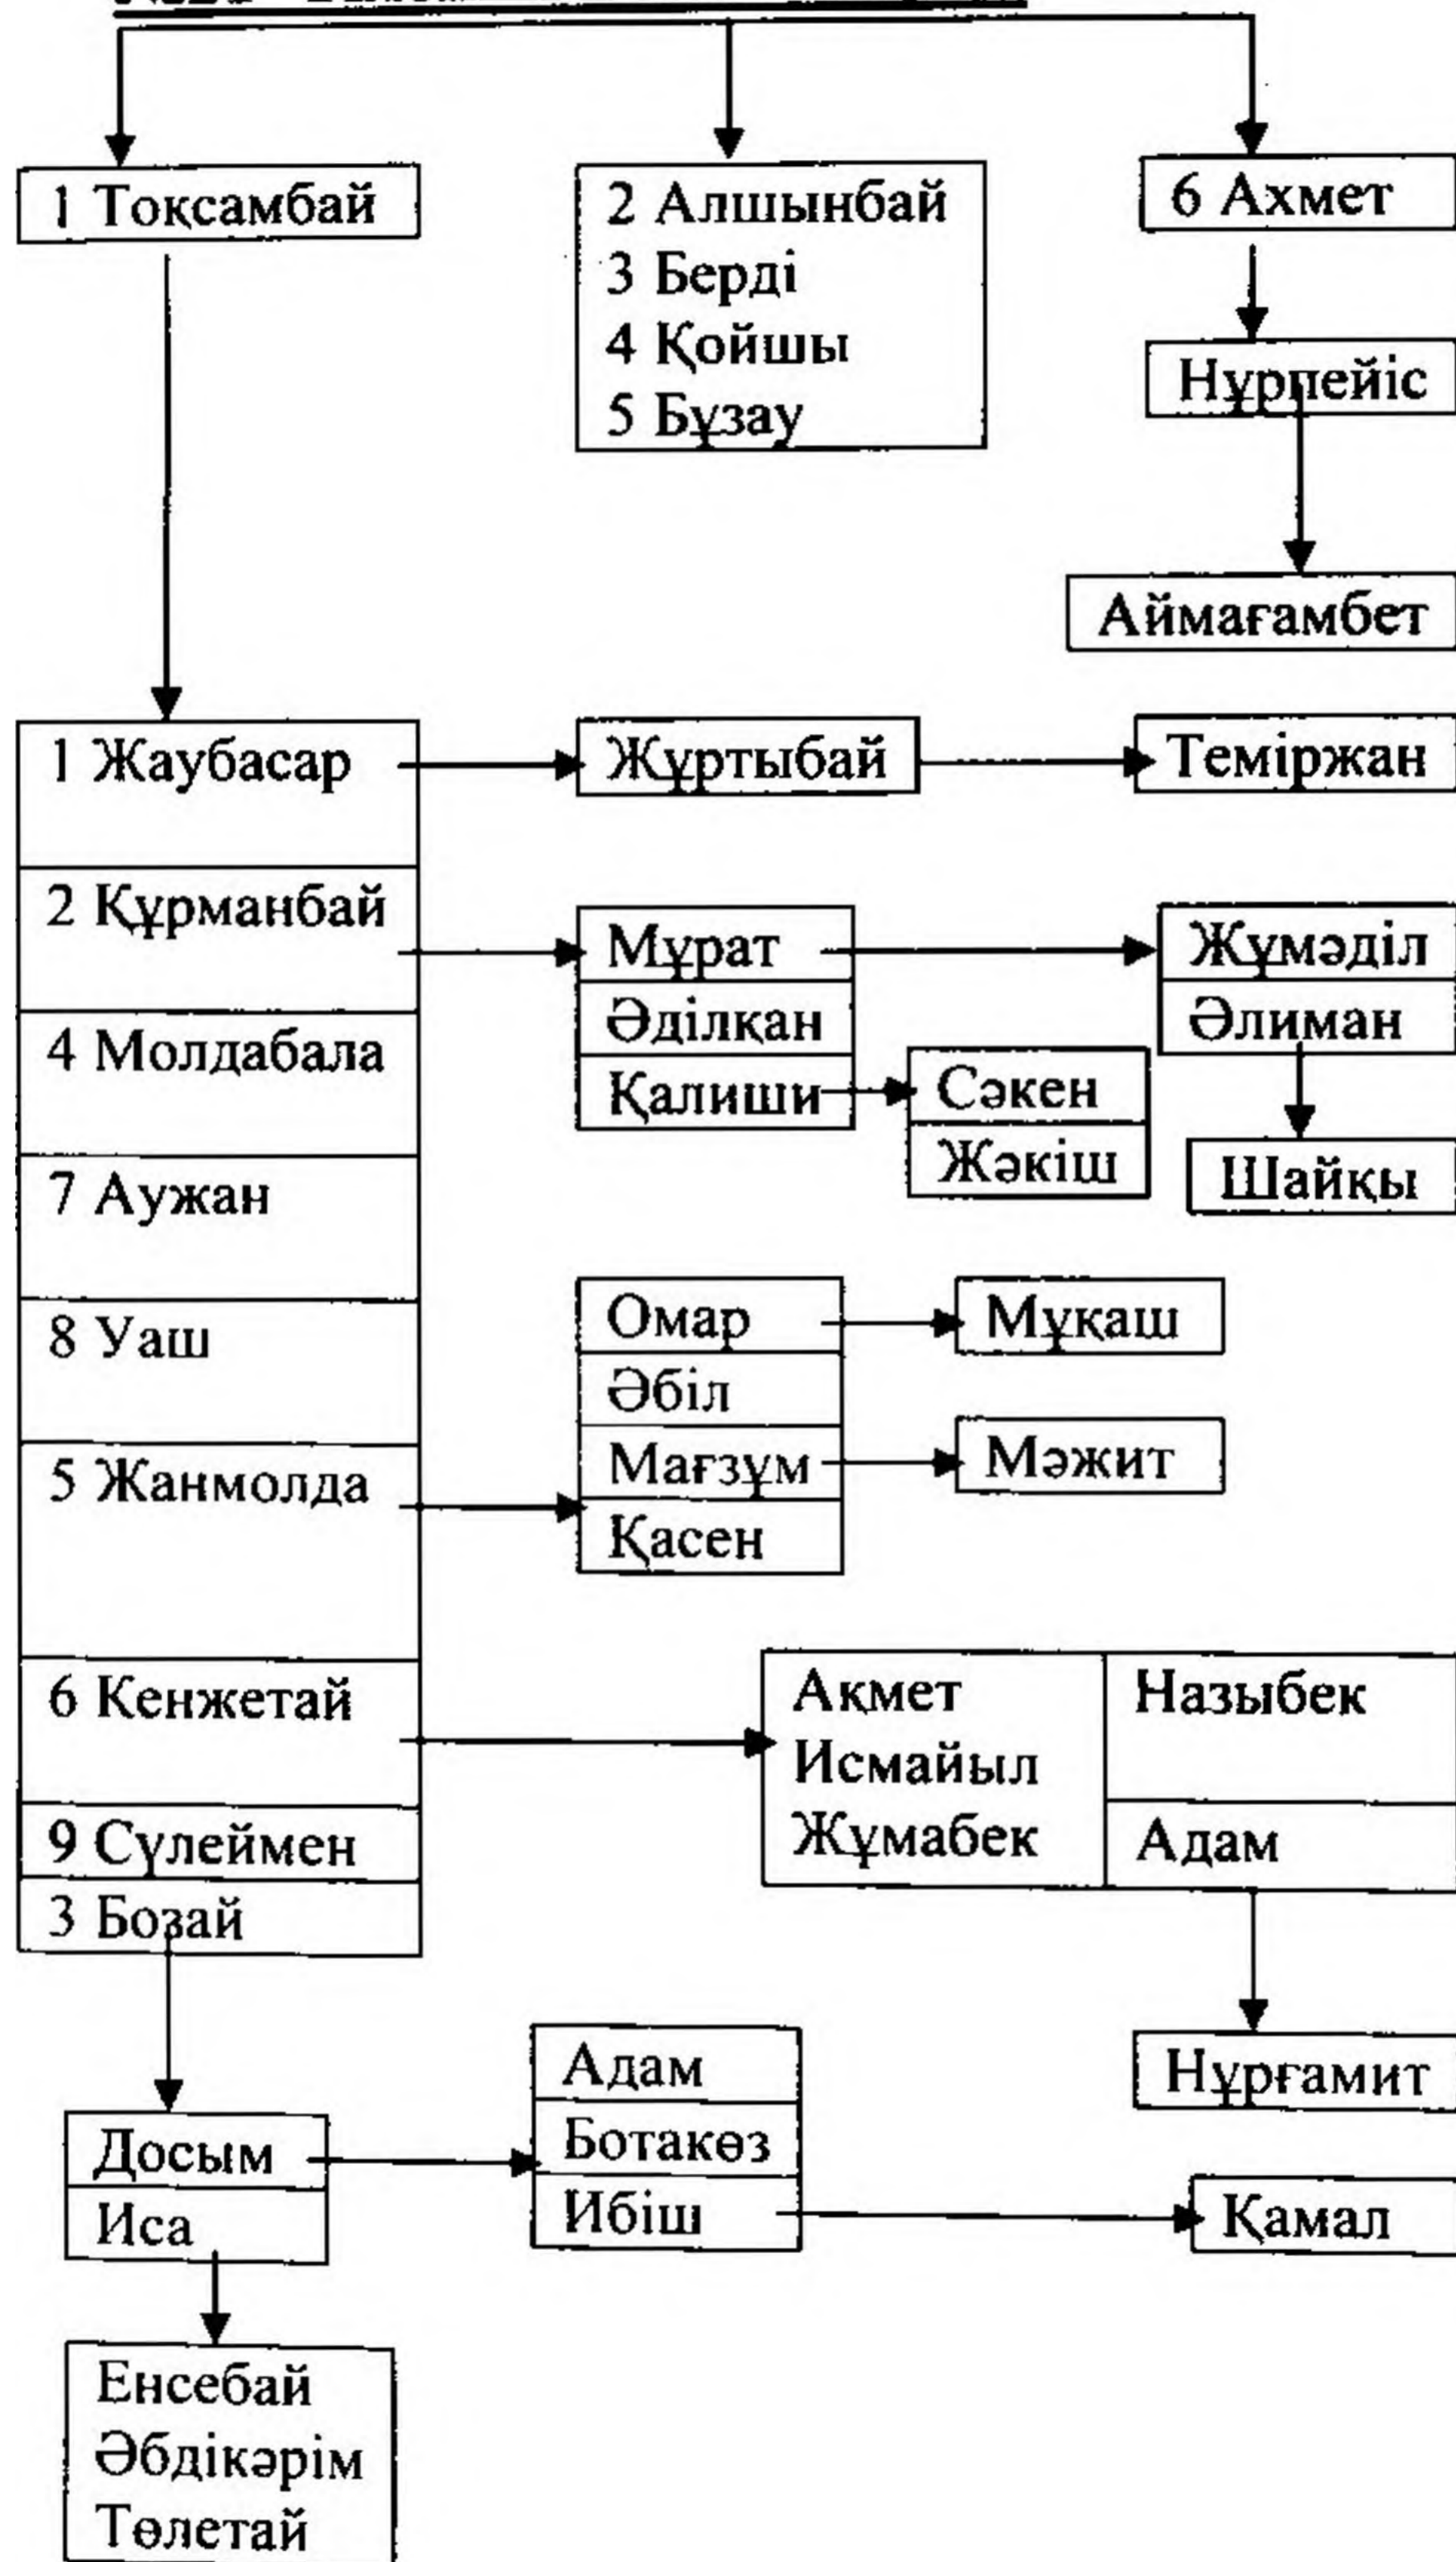 1 Тоқсамбай
2 Алшынбай
3 Берді
4 Қойшы
5 Бұзау
6 Ахмет
Нұрпейіс
Аймағамбет
1 Жаубасар
Жұртыбай
Теміржан
2 Құрманбай
Мұрат
Әділқан
Қалиши
Жұмәділ
Әлиман
Сәкен
Жәкіш
Шайқы
4 Молдабала
7 Аужан
8 Уаш
5 Жанмолда
Омар
Әбіл
Мағзұм
Қасен
Мұқаш
Мәжит
6 Кенжетай
Ақмет
Исмайыл
Жұмабек
Назыбек
Адам
Нұрғамит
9 Сүлеймен
3 Бозай
Досым
Иса
Адам
Ботакөз
Ибіш
Қамал
Енсебай
Әбдікәрім
Төлетай